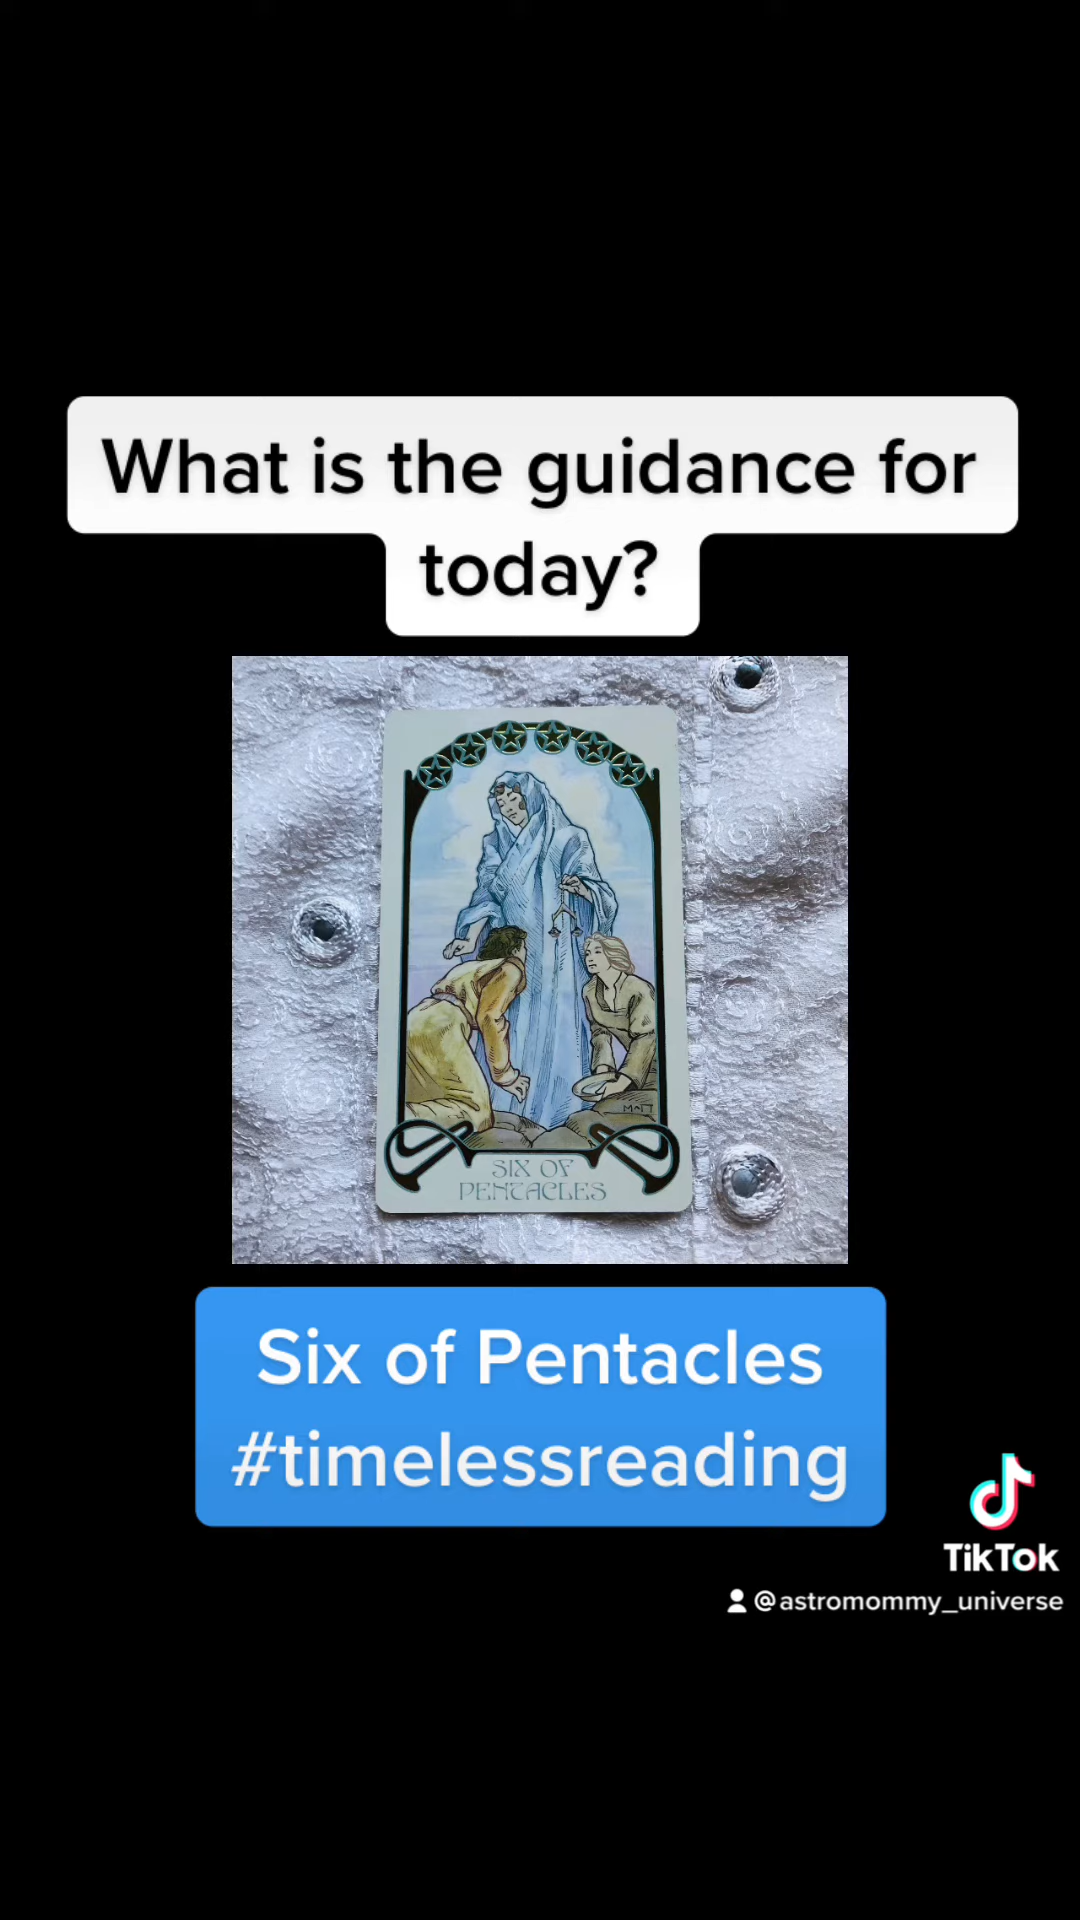 What is the guidance for
today?
SIX OF
PENTACLES
Six of Pentacles
#timelessreading
TikTok
@astromommy_universe